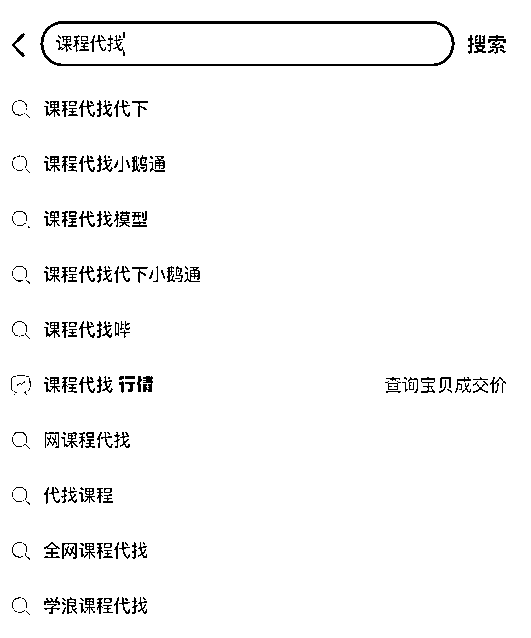 课程代找 搜索
课程代找代下
课程代找小鹅通
课程代找模型
课程代找代下小鹅通
课程代找哔
课程代找 行情 查询宝贝成交价
网课程代找
代找课程
全网课程代找
学浪课程代找